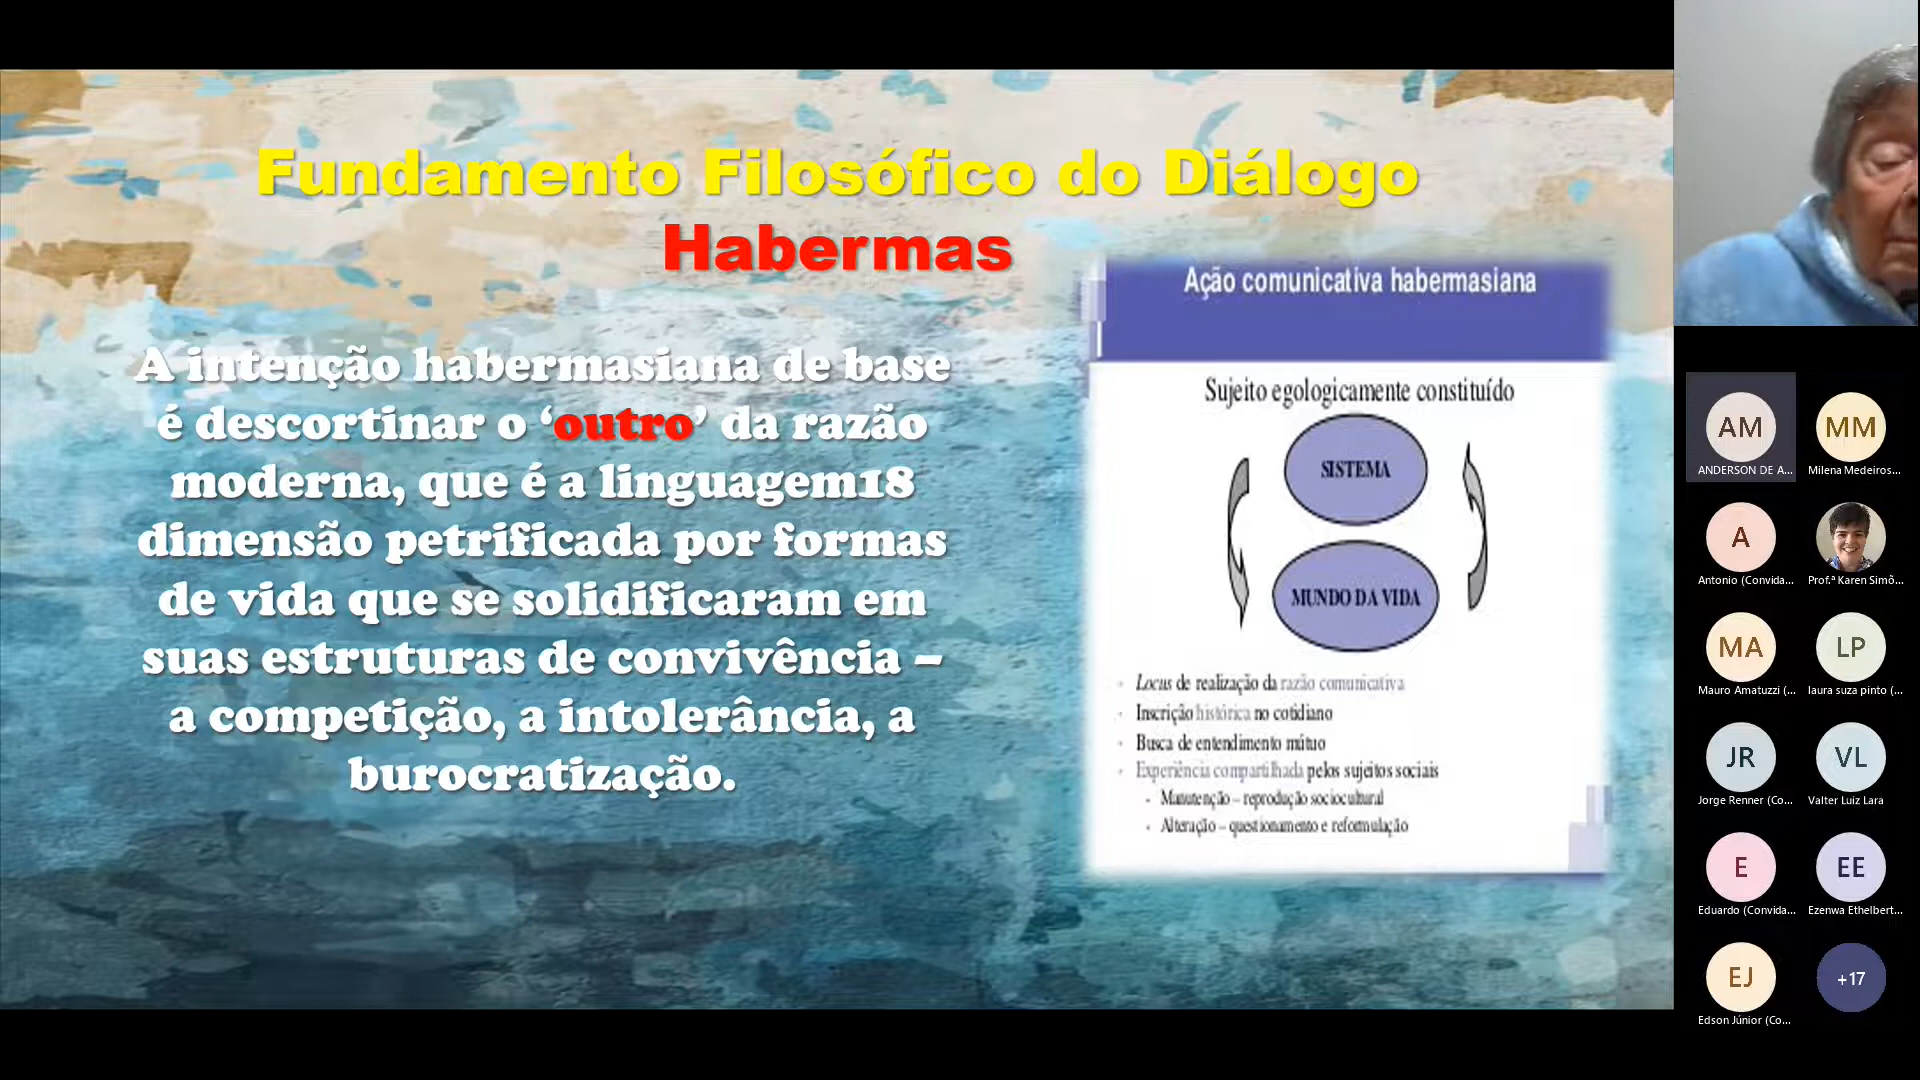 Fundamento Filosófico do Diálogo
Habermas
A intenção habermasiana de base
é descortinar o ‘outro’ da razão
moderna, que é a linguagem18
dimensão petrificada por formas
de vida que se solidificaram em
suas estruturas de convivência –
a competição, a intolerância, a
burocratização.
Ação comunicativa habermasiana
Sujeito egologicamente constituído
SISTEMA
MUNDO DA VIDA
Locus de realização da razão comunicativa
Inscrição histórica no cotidiano
Busca de entendimento mútuo
Experiência compartilhada pelos sujeitos sociais
Manutenção – reprodução sociocultural
Alteração – questionamento e reformulação
AM
ANDERSON DE A...
MM
Milena Medeiros...
A
Antonio (Convida...
Prof.ª Karen Simõ...
MA
Mauro Amatuzzi (...
LP
laura suza pinto (...
JR
Jorge Renner (Co...
VL
Valter Luiz Lara
E
Eduardo (Convida...
EE
Ezenwa Ethelbert...
EJ
Edson Júnior (Co...
+17